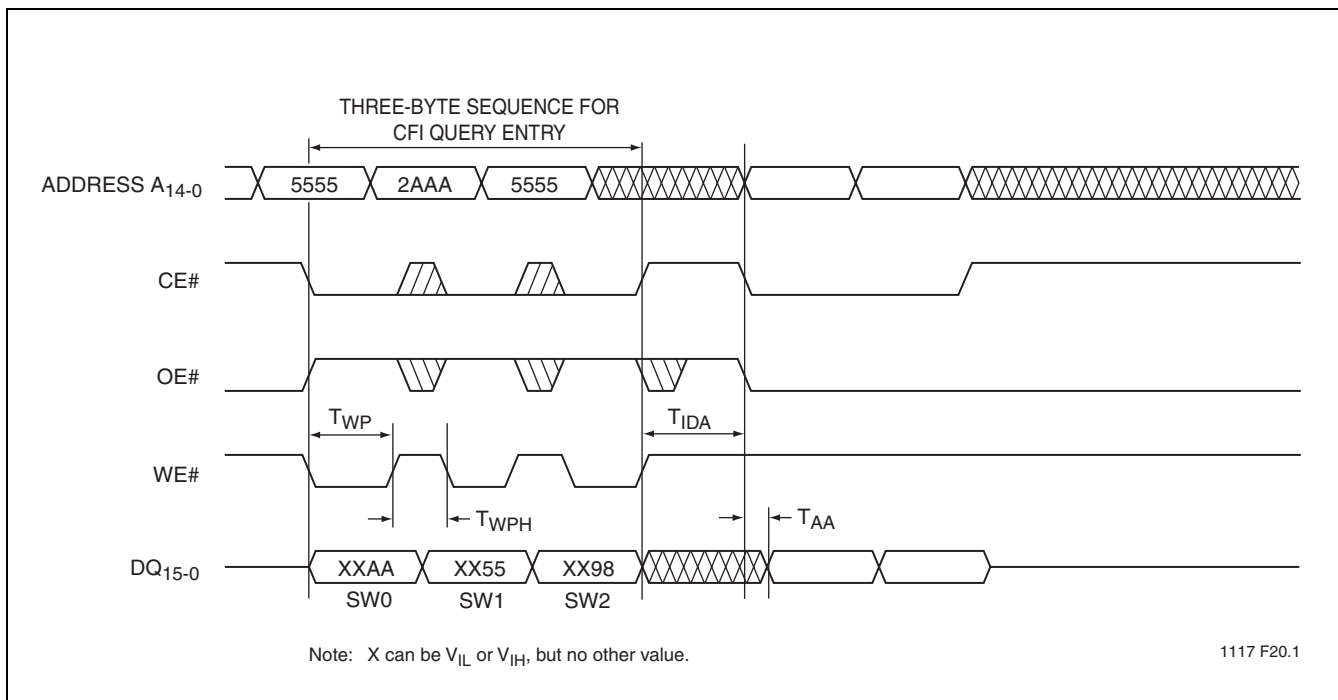 THREE-BYTE SEQUENCE FOR
CFI QUERY ENTRY
ADDRESS A14-0
5555 2AAA 5555
CE#
OE#
TWP TIDA
WE#
TWPH TAA
DQ15-0
XXAA XX55 XX98
SW0 SW1 SW2
Note: X can be VIL or VIH, but no other value.
1117 F20.1